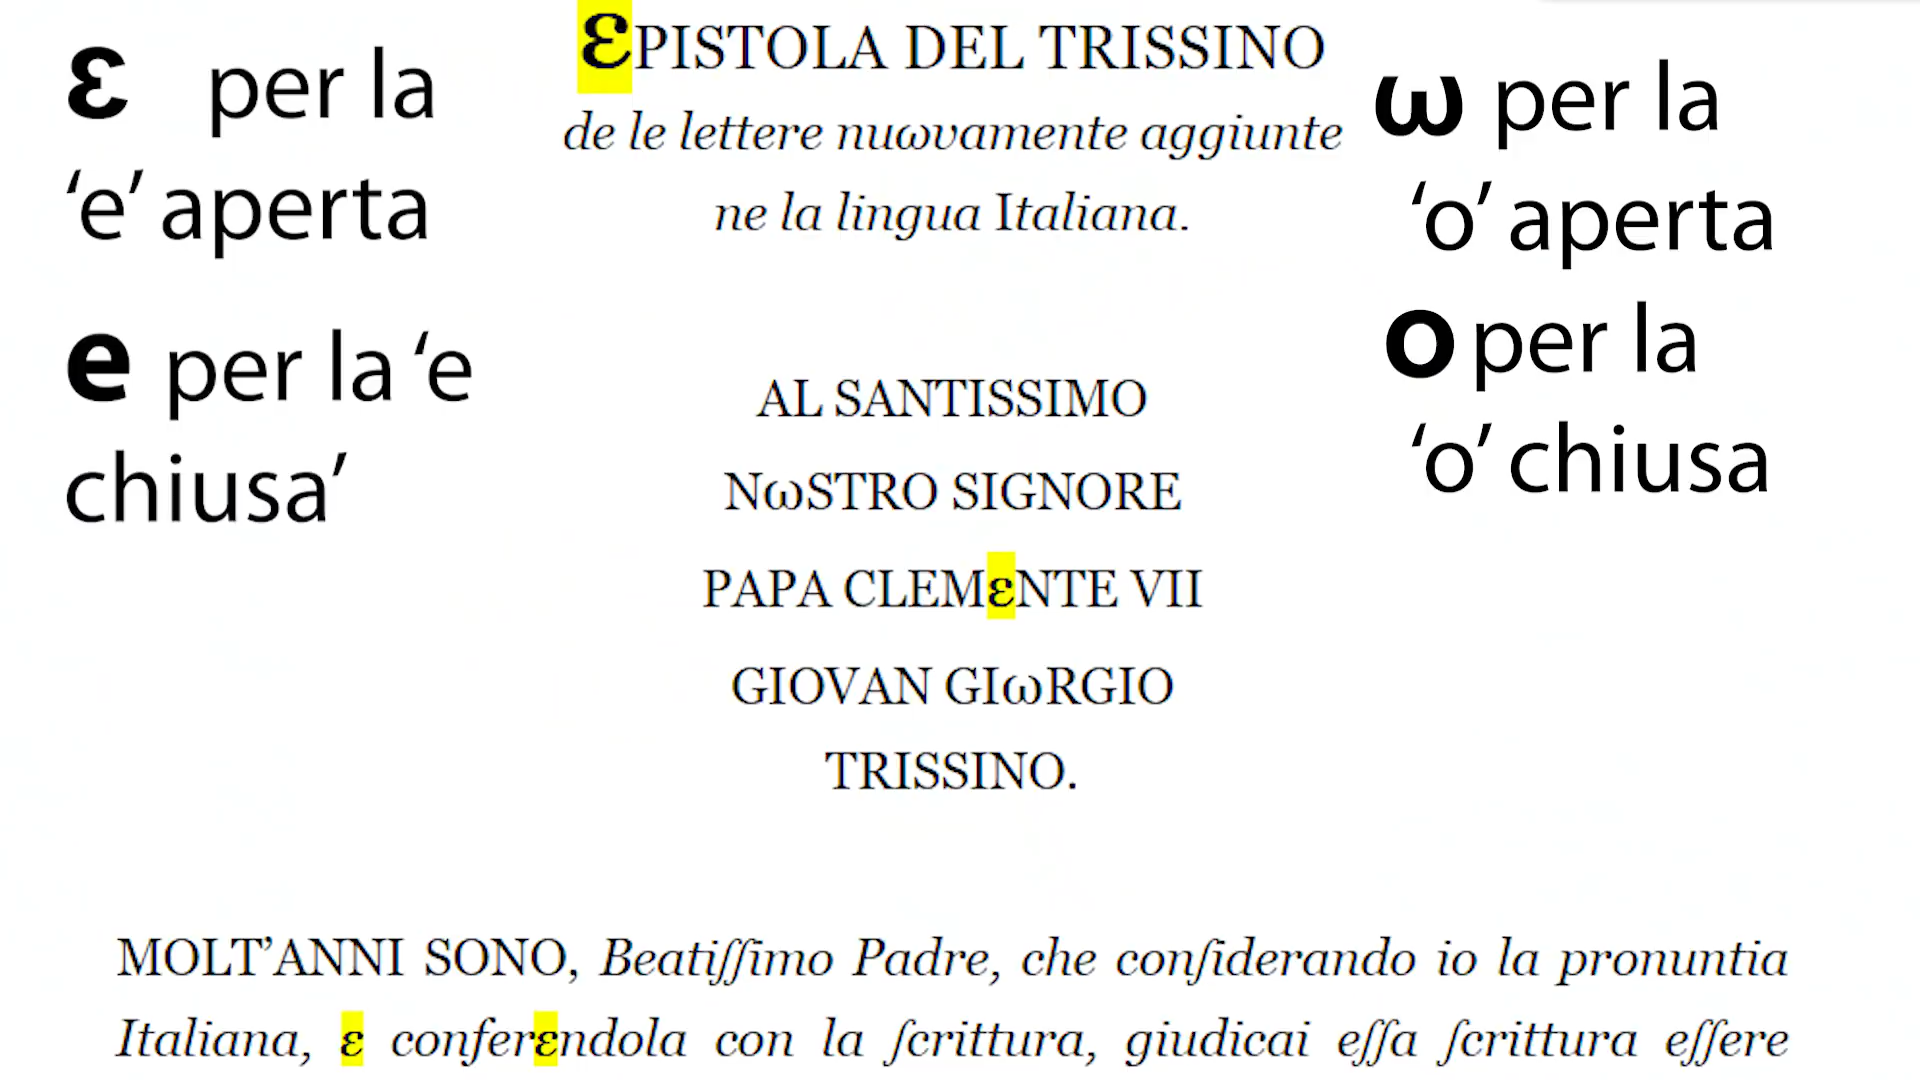 ε per la
‘e’ aperta
e per la ‘e
chiusa’
εPISTOLA DEL TRISSINO
de le lettere nuωvamente aggiunte
ne la lingua Italiana.
ω per la
‘o’ aperta
o per la
‘o’ chiusa
AL SANTISSIMO
NωSTRO SIGNORE
PAPA CLEMεNTE VII
GIOVAN GIωRGIO
TRISSINO.
MOLT’ANNI SONO, Beatiſſimo Padre, che conſiderando io la pronuntia
Italiana, ε conferεndola con la ſcrittura, giudicai eſſa ſcrittura eſſere